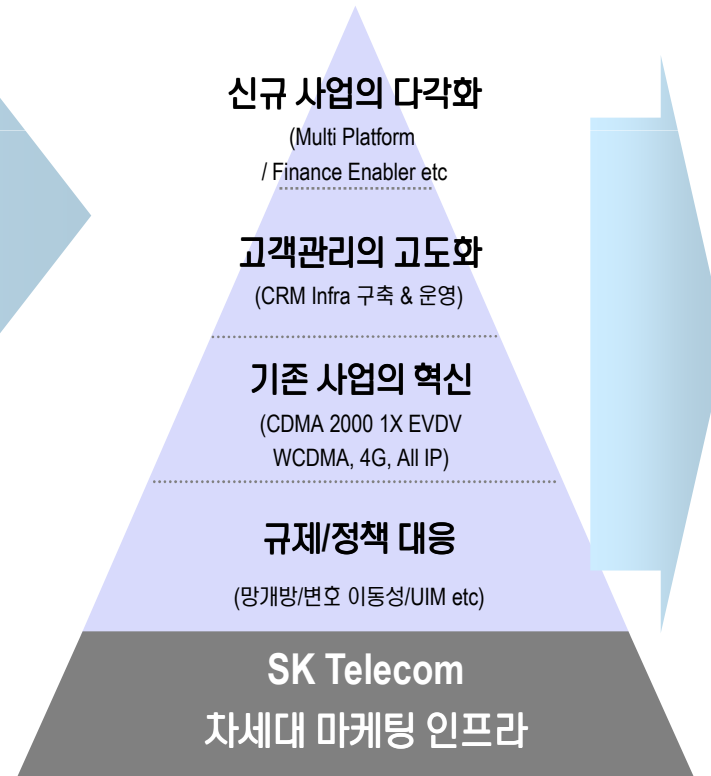 신규 사업의 다각화
(Multi Platform
/ Finance Enabler etc
고객관리의 고도화
(CRM Infra 구축 & 운영)
기존 사업의 혁신
(CDMA 2000 1X EVDV
WCDMA, 4G, All IP)
규제/정책 대응
(망개방/변호 이동성/UIM etc)
SK Telecom
차세대 마케팅 인프라